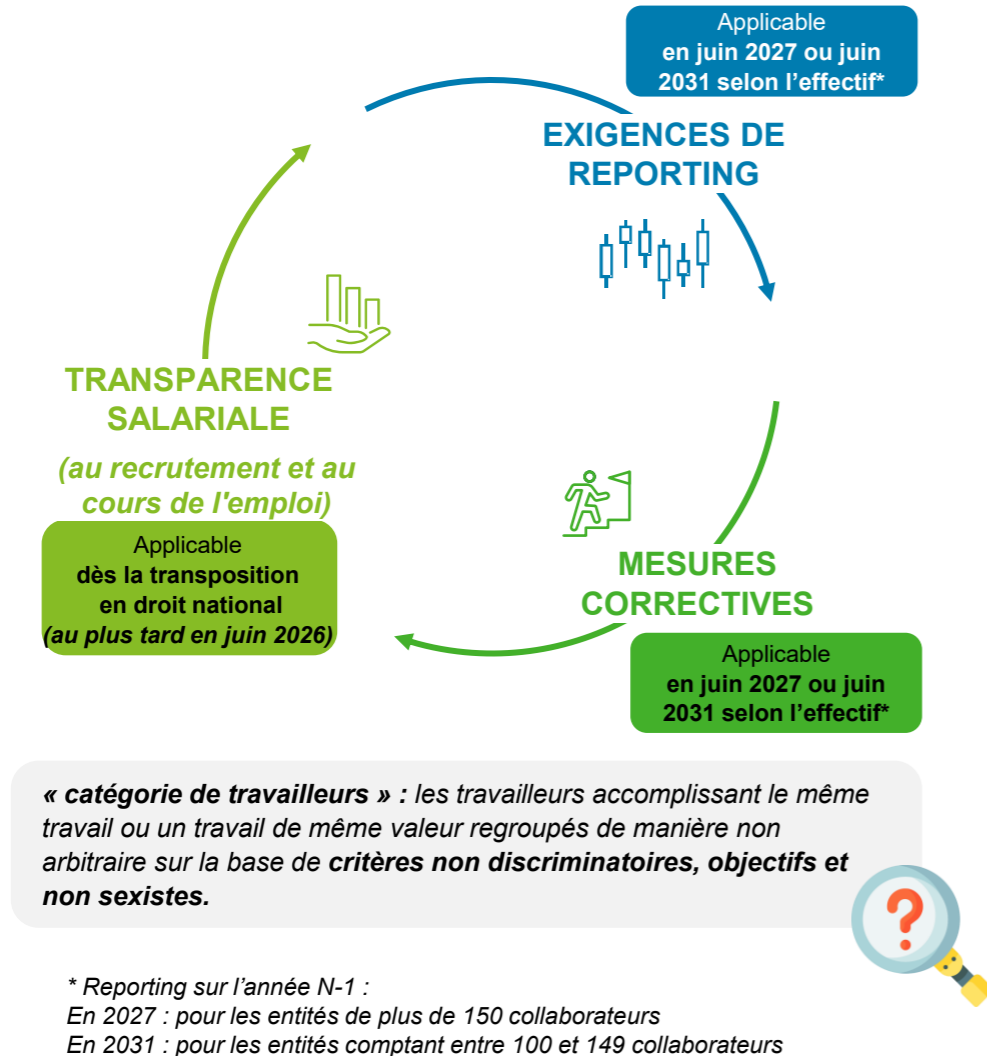 Applicable
en juin 2027 ou juin
2031 selon l’effectif*
EXIGENCES DE
REPORTING
TRANSPARENCE
SALARIALE
(au recrutement et au
cours de l'emploi)
Applicable
dès la transposition
en droit national
(au plus tard en juin 2026)
MESURES
CORRECTIVES
Applicable
en juin 2027 ou juin
2031 selon l’effectif*
« catégorie de travailleurs » : les travailleurs accomplissant le même
travail ou un travail de même valeur regroupés de manière non
arbitraire sur la base de critères non discriminatoires, objectifs et
non sexistes.
?
* Reporting sur l’année N-1 :
En 2027 : pour les entités de plus de 150 collaborateurs
En 2031 : pour les entités comptant entre 100 et 149 collaborateurs